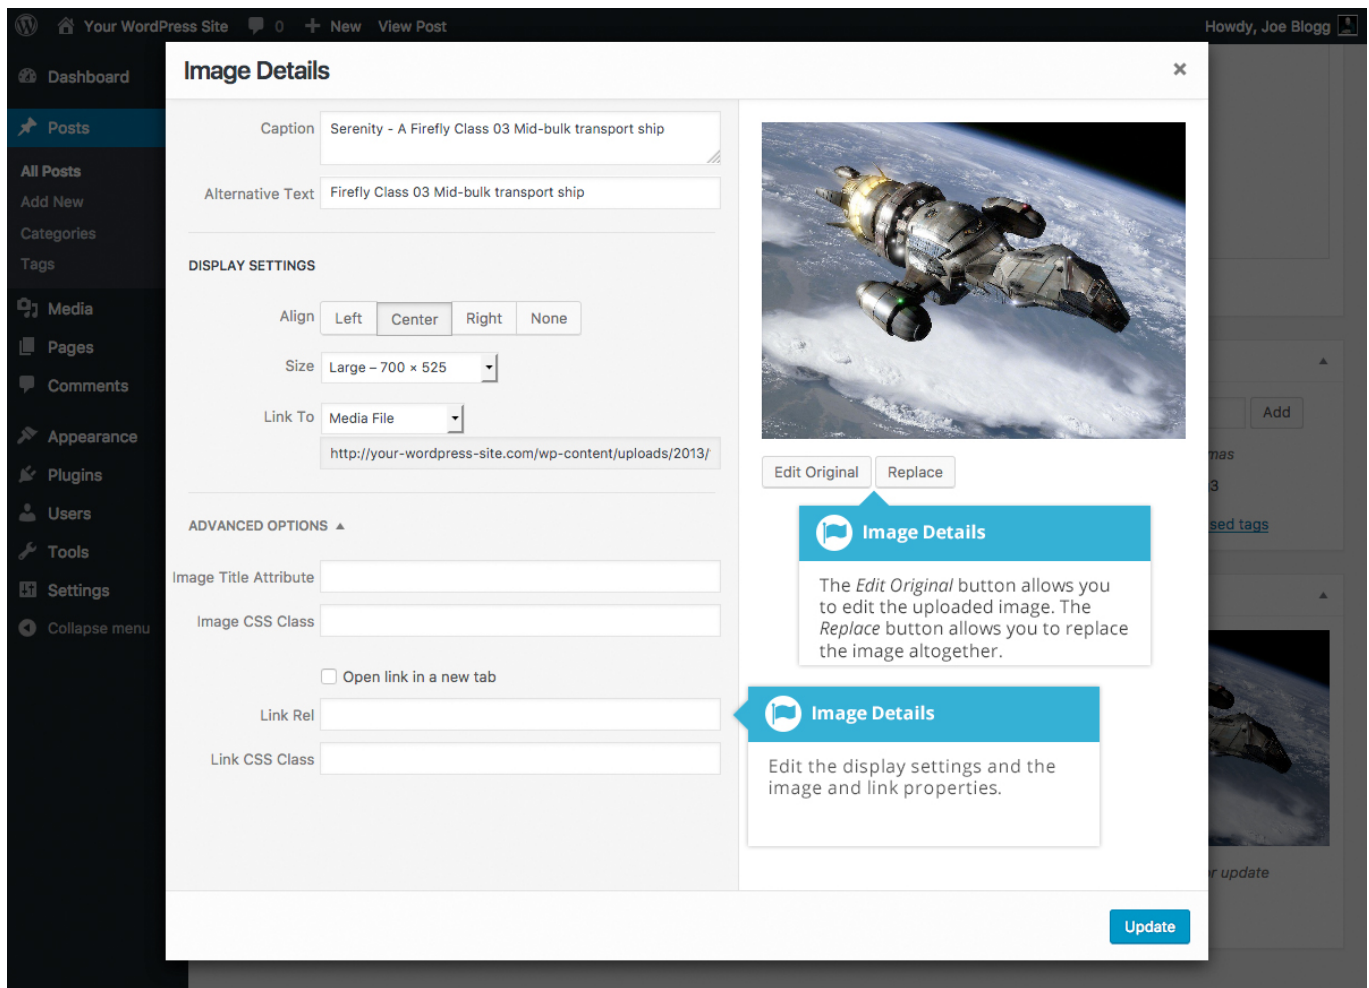 Your WordPress Site 0 New View Post
Howdy, Joe Blogg
Dashboard
Posts
All Posts
Add New
Categories
Tags
Media
Pages
Comments
Appearance
Plugins
Users
Tools
Settings
Collapse menu
Image Details
Caption Serenity - A Firefly Class 03 Mid-bulk transport ship
Alternative Text Firefly Class 03 Mid-bulk transport ship
DISPLAY SETTINGS
Align Left Center Right None
Size Large – 700 × 525
Link To Media File
http://your-wordpress-site.com/wp-content/uploads/2013/
ADVANCED OPTIONS
Image Title Attribute
Image CSS Class
Open link in a new tab
Link Rel
Link CSS Class
Edit Original Replace
Image Details
The Edit Original button allows you
to edit the uploaded image. The
Replace button allows you to replace
the image altogether.
Image Details
Edit the display settings and the
image and link properties.
Update
Add
mas
3
sed tags
r update